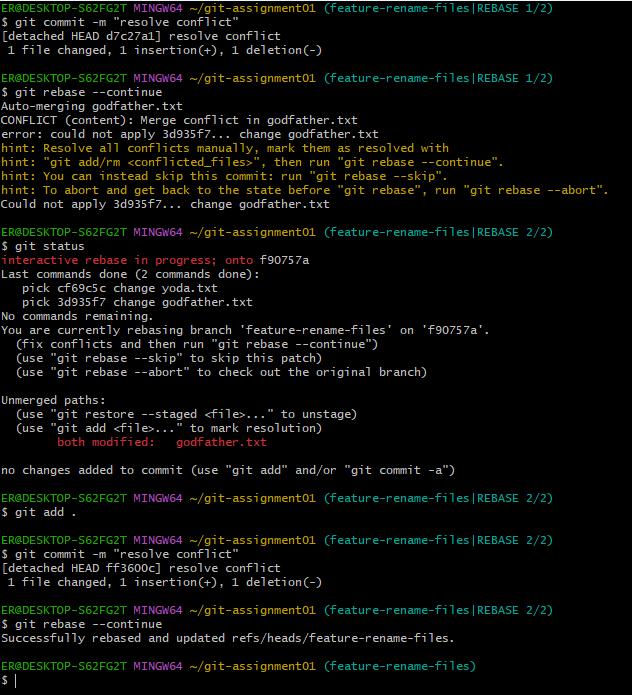 ER@DESKTOP-S62FG2T MINGW64 ~/git-assignment01 (feature-rename-files|REBASE 1/2)
$ git commit -m "resolve conflict"
[detached HEAD d7c27a1] resolve conflict
 1 file changed, 1 insertion(+), 1 deletion(-)

ER@DESKTOP-S62FG2T MINGW64 ~/git-assignment01 (feature-rename-files|REBASE 1/2)
$ git rebase --continue
Auto-merging godfather.txt
CONFLICT (content): Merge conflict in godfather.txt
error: could not apply 3d935f7... change godfather.txt
hint: Resolve all conflicts manually, mark them as resolved with
hint: "git add/rm <conflicted_files>", then run "git rebase --continue".
hint: You can instead skip this commit: run "git rebase --skip".
hint: To abort and get back to the state before "git rebase", run "git rebase --abort".
Could not apply 3d935f7... change godfather.txt

ER@DESKTOP-S62FG2T MINGW64 ~/git-assignment01 (feature-rename-files|REBASE 2/2)
$ git status
interactive rebase in progress; onto f90757a
Last commands done (2 commands done):
   pick cf69c5c change yoda.txt
   pick 3d935f7 change godfather.txt
No commands remaining.
You are currently rebasing branch 'feature-rename-files' on 'f90757a'.
  (fix conflicts and then run "git rebase --continue")
  (use "git rebase --skip" to skip this patch)
  (use "git rebase --abort" to check out the original branch)

Unmerged paths:
  (use "git restore --staged <file>..." to unstage)
  (use "git add <file>..." to mark resolution)
        both modified:   godfather.txt

no changes added to commit (use "git add" and/or "git commit -a")

ER@DESKTOP-S62FG2T MINGW64 ~/git-assignment01 (feature-rename-files|REBASE 2/2)
$ git add .

ER@DESKTOP-S62FG2T MINGW64 ~/git-assignment01 (feature-rename-files|REBASE 2/2)
$ git commit -m "resolve conflict"
[detached HEAD ff3600c] resolve conflict
 1 file changed, 1 insertion(+), 1 deletion(-)

ER@DESKTOP-S62FG2T MINGW64 ~/git-assignment01 (feature-rename-files|REBASE 2/2)
$ git rebase --continue
Successfully rebased and updated refs/heads/feature-rename-files.

ER@DESKTOP-S62FG2T MINGW64 ~/git-assignment01 (feature-rename-files)
$